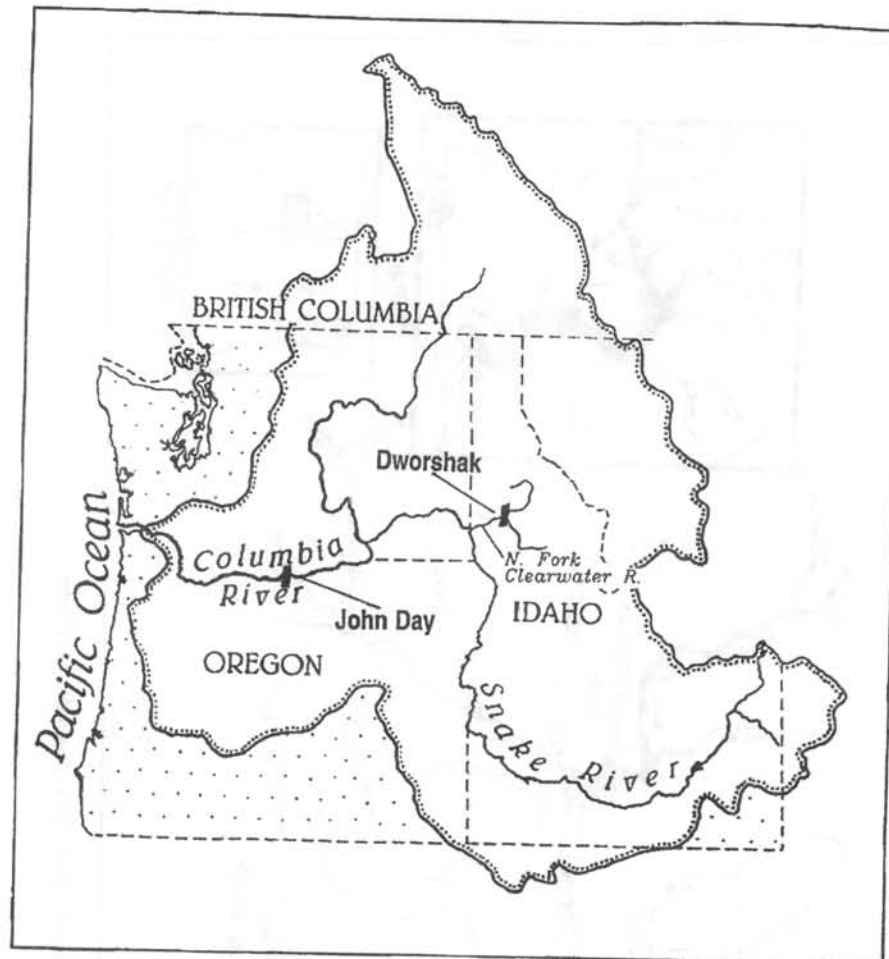 BRITISH COLUMBIA
Dworshak
Pacific Ocean
Columbia
River
N. Fork
Clearwater R.
John Day
IDAHO
OREGON
Snake River